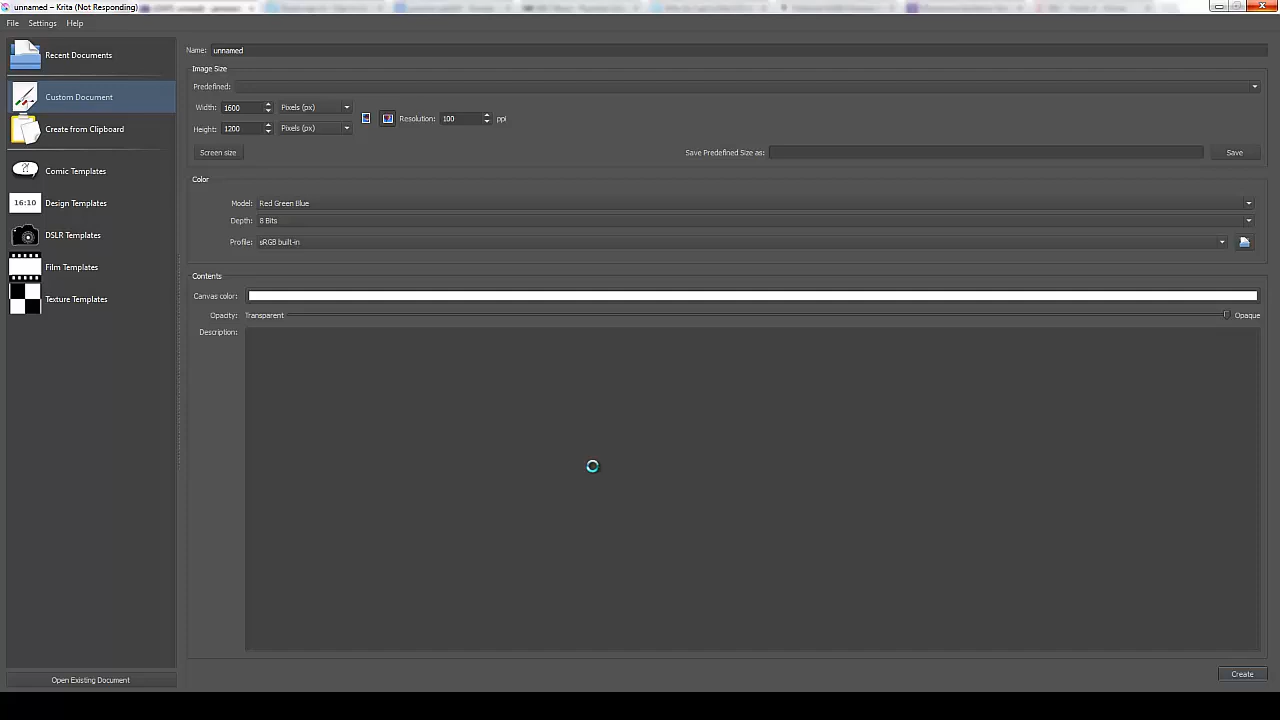 unnamed – Krita (Not Responding)
File Settings Help
Recent Documents
Custom Document
Create from Clipboard
Comic Templates
16:10 Design Templates
DSLR Templates
Film Templates
Texture Templates
Open Existing Document
Name: unnamed
Image Size
Predefined:
Width: 1600 Pixels (px)
Height: 1200 Pixels (px)
Resolution: 100 ppi
Screen size
Save Predefined Size as: Save
Color
Model: Red Green Blue
Depth: 8 Bits
Profile: sRGB built-in
Contents
Canvas color:
Opacity: Transparent Opaque
Description:
Create